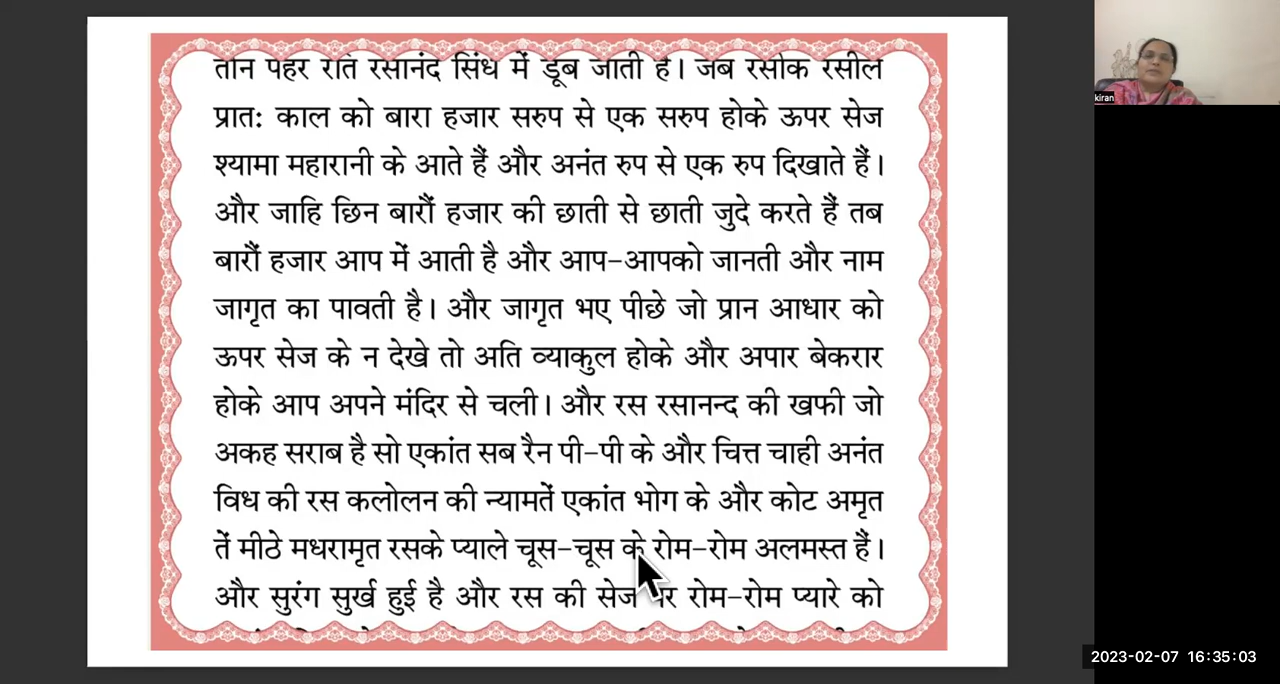 तीन पहर रात रसानंद सिंध में डूब जाती है। जब रसीक रसीले
प्रातः काल को बारा हजार सरुप से एक सरुप होके ऊपर सेज
श्यामा महारानी के आते हैं और अनंत रुप से एक रुप दिखाते हैं।
और जाहि छिन बारौं हजार की छाती से छाती जुदे करते हैं तब
बारौं हजार आप में आती है और आप-आपको जानती और नाम
जागृत का पावती है। और जागृत भए पीछे जो प्रान आधार को
ऊपर सेज के न देखे तो अति व्याकुल होके और अपार बेकरार
होके आप अपने मंदिर से चली। और रस रसानन्द की खफी जो
अकह सराब है सो एकांत सब रैन पी-पी के और चित्त चाही अनंत
विध की रस कलोलन की न्यामतें एकांत भोग के और कोट अमृत
तें मीठे मधरामृत रसके प्याले चूस-चूस के रोम-रोम अलमस्त हैं।
और सुरंग सुर्ख हुई है और रस की सेज पर रोम-रोम प्यारे को
kiran
2023-02-07 16:35:03